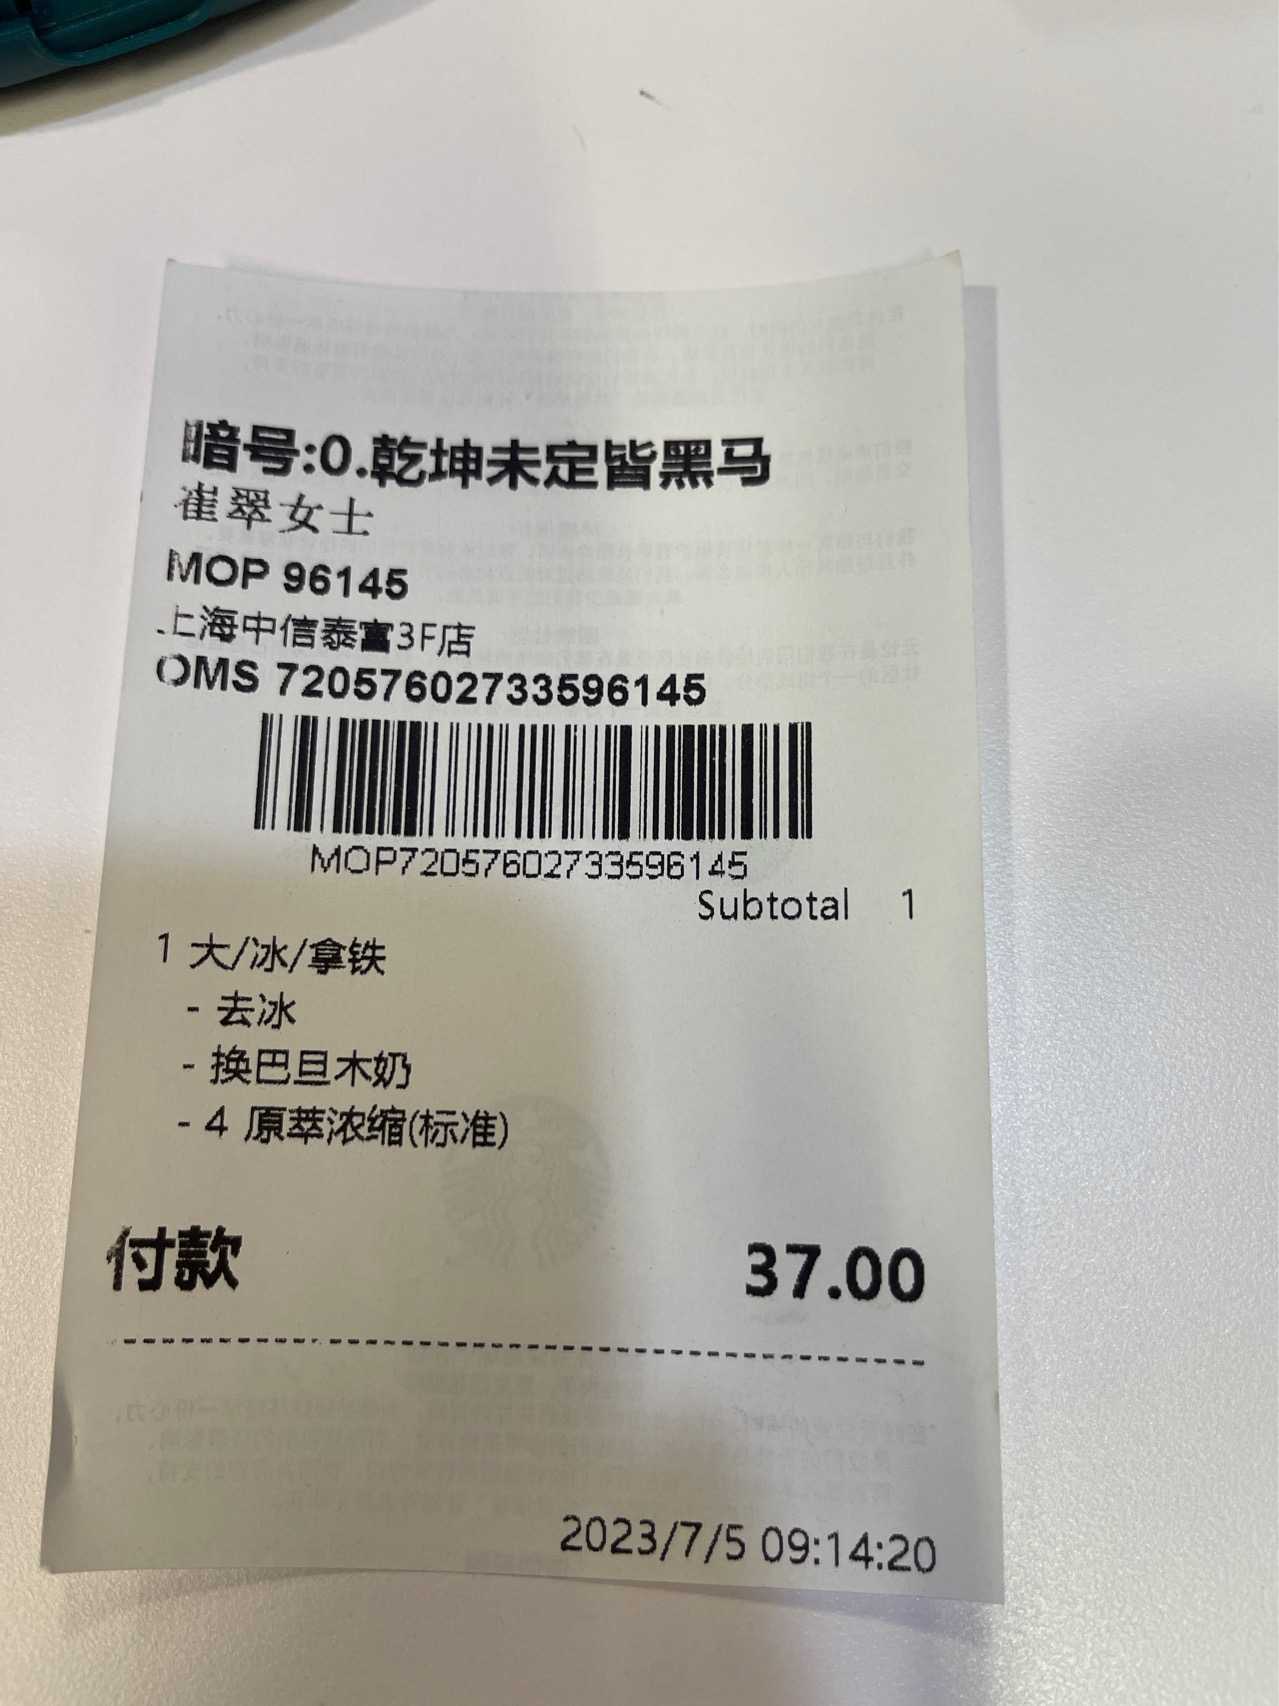 暗号:0.乾坤未定皆黑马
崔翠女士
MOP 96145
上海中信泰富3F店
OMS 72057602733596145
MOP72057602733596145
Subtotal 1
1 大/冰/拿铁
- 去冰
- 换巴旦木奶
- 4 原萃浓缩(标准)
付款 37.00
2023/7/5 09:14:20